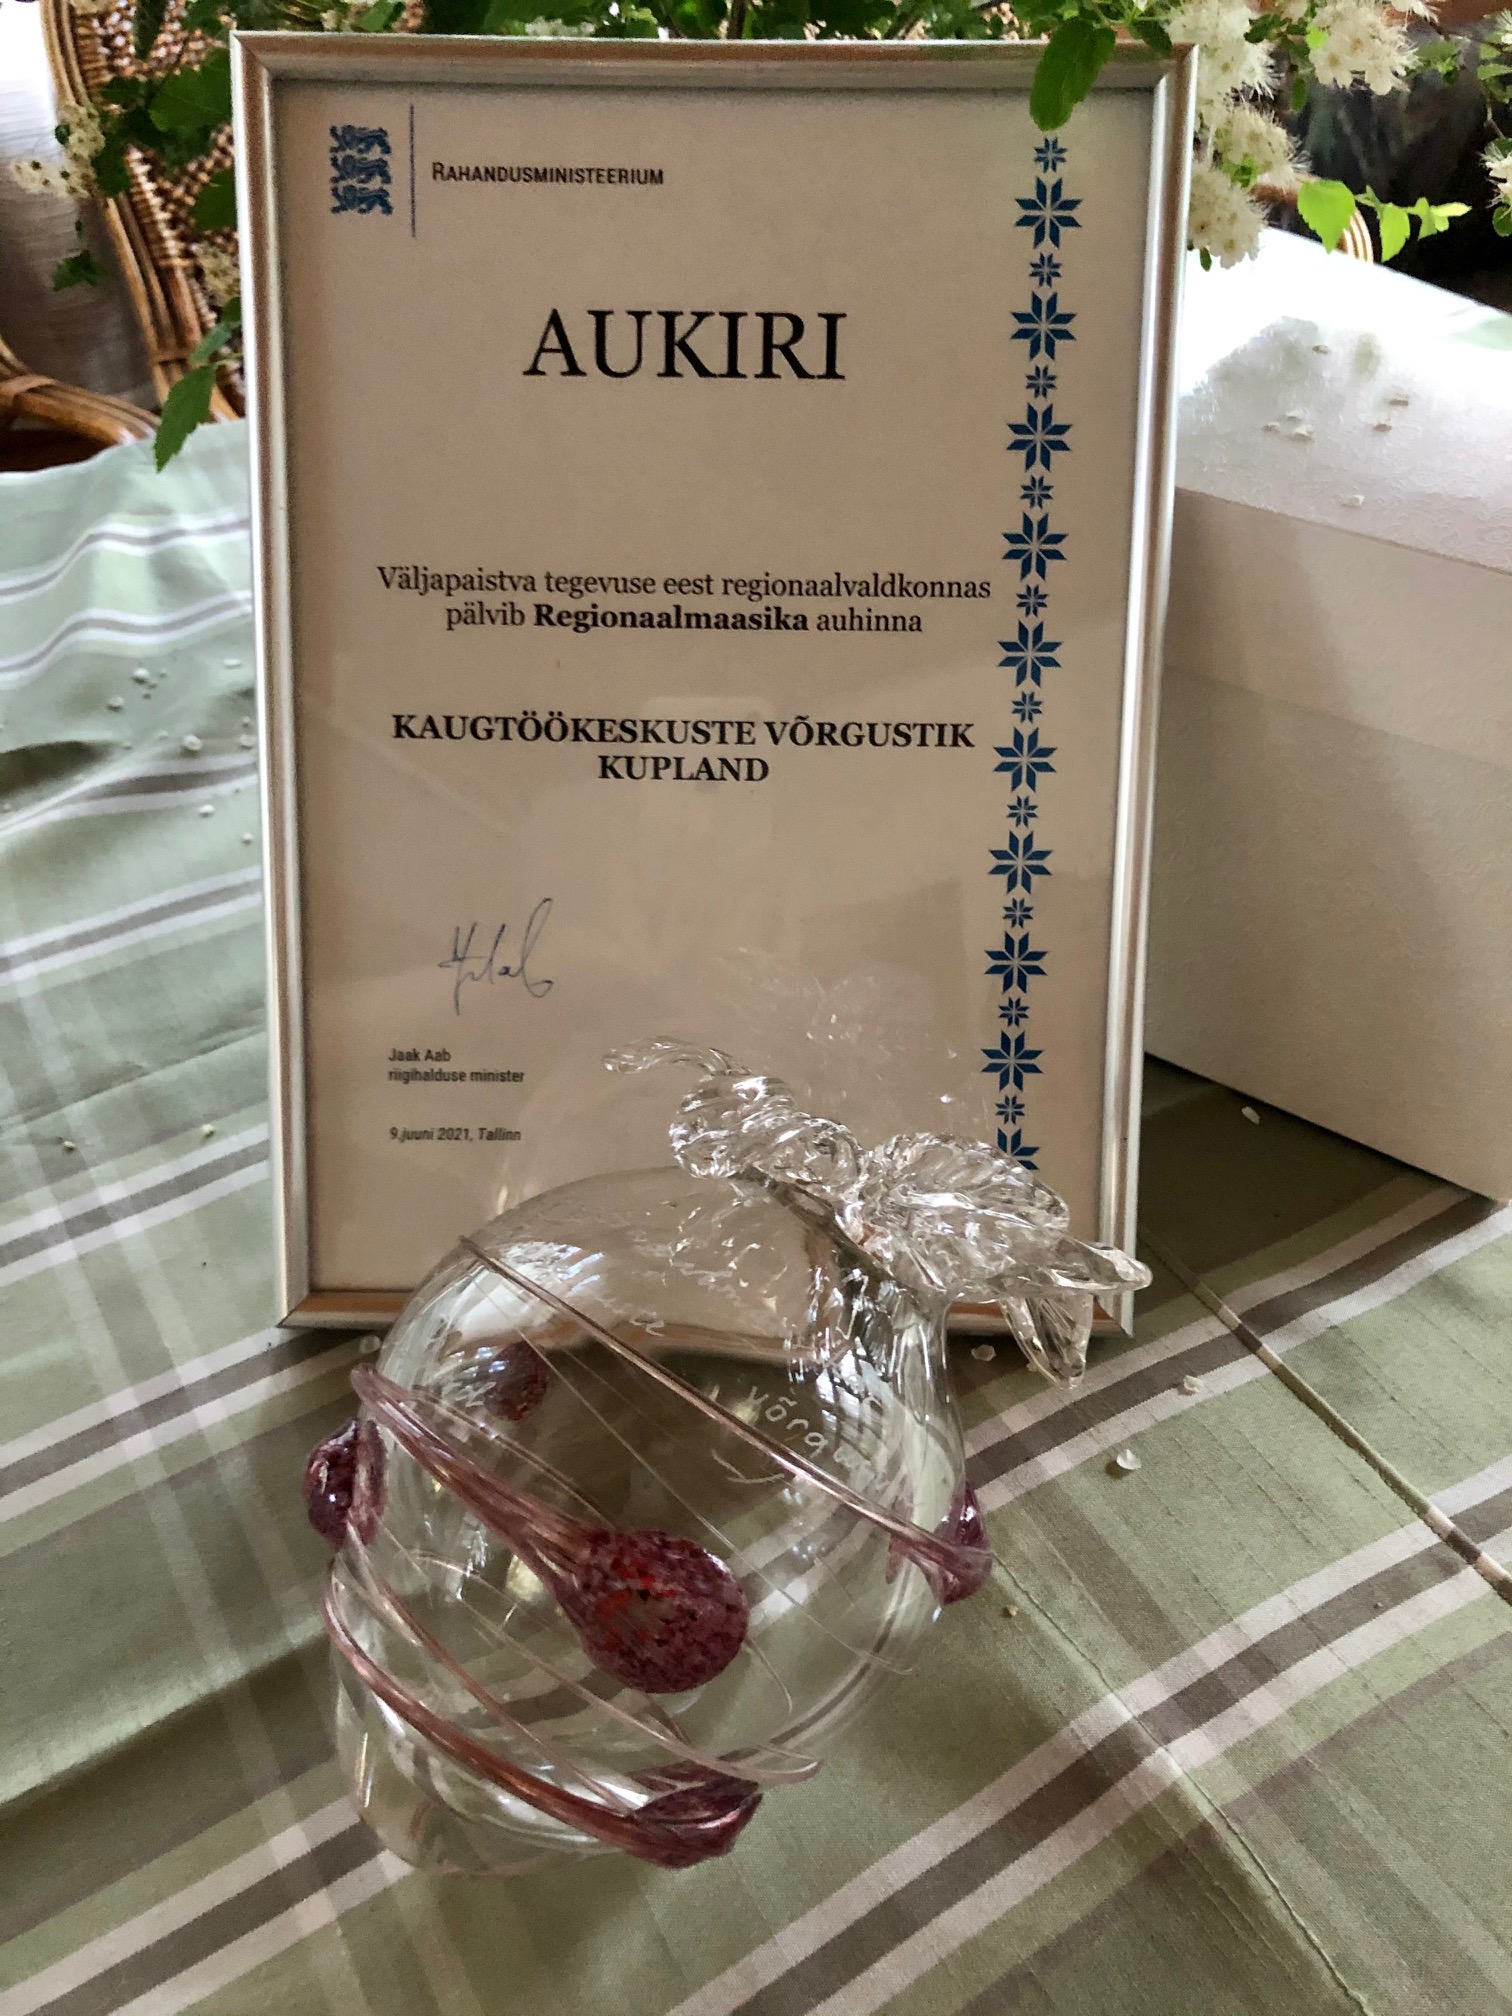 RAHANDUSMINISTEERIUM
AUKIRI
Väljapaistva tegevuse eest regionaalvaldkonnas
pälvib Regionaalmaasika auhinna
KAUGTÖÖKESKUSTE VÕRGUSTIK
KUPLAND
Jaak Aab
riigihalduse minister
9.juuni 2021, Tallinn